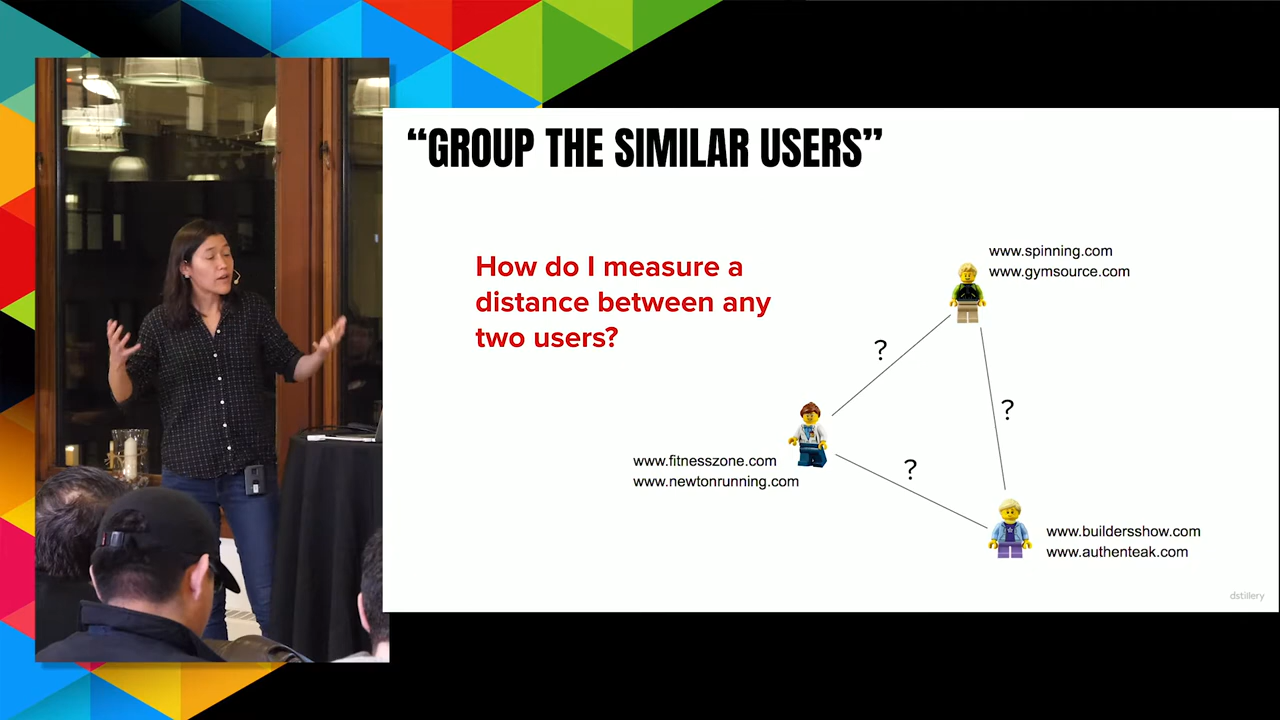 “GROUP THE SIMILAR USERS”
How do I measure a
distance between any
two users?
www.spinning.com
www.gymsource.com
?
?
?
www.fitnesszone.com
www.newtonrunning.com
www.buildersshow.com
www.authenteak.com
dstillery